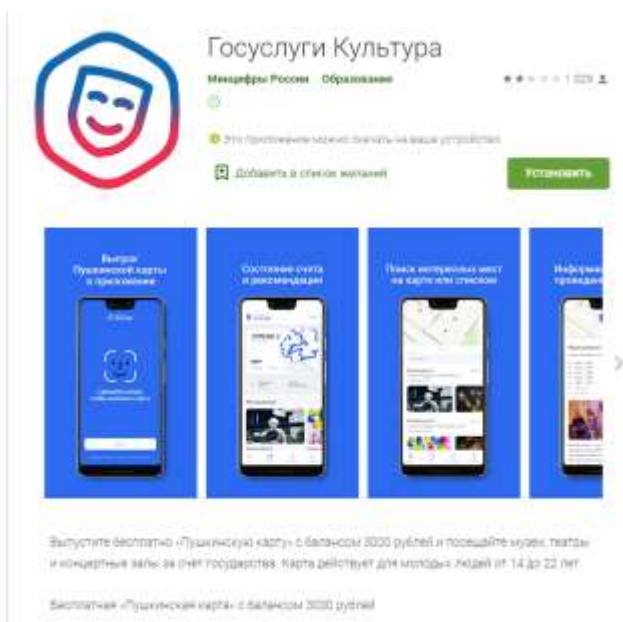 Госуслуги Культура
Минцифры России Образование
Это приложение можно скачать на ваше устройство.
Добавить в список желаний
Установить
Выпуск
Пушкинской карты
в приложении
Состояние счета
и рекомендации
Поиск интересных мест
на карте или списком
Выпустите бесплатно «Пушкинскую карту» с балансом 3000 рублей и посещайте музеи, театры
и концертные залы за счет государства. Карта действует для молодых людей от 14 до 22 лет.
Бесплатная «Пушкинская карта» с балансом 3000 рублей